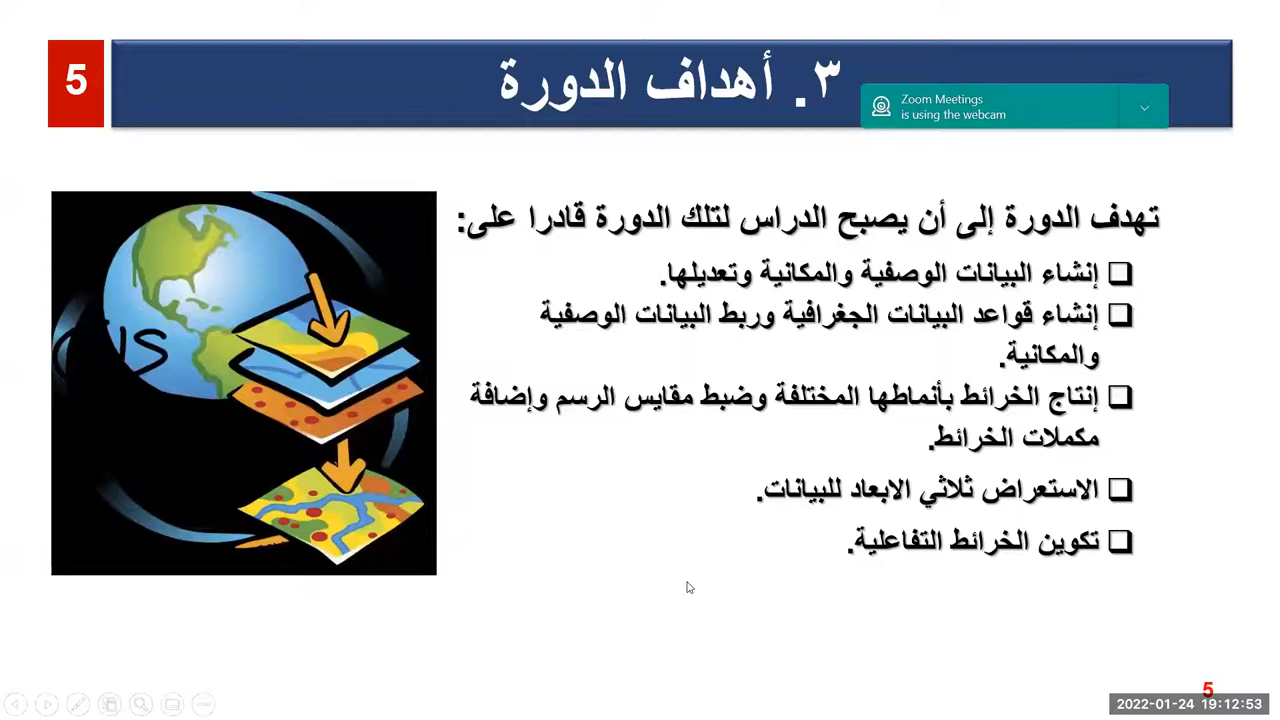 5
٣. أهداف الدورة
Zoom Meetings
is using the webcam
تهدف الدورة إلى أن يصبح الدراس لتلك الدورة قادرا على:
إنشاء البيانات الوصفية والمكانية وتعديلها.
إنشاء قواعد البيانات الجغرافية وربط البيانات الوصفية
والمكانية.
إنتاج الخرائط بأنماطها المختلفة وضبط مقايس الرسم وإضافة
مكملات الخرائط.
الاستعراض ثلاثي الابعاد للبيانات.
تكوين الخرائط التفاعلية.
GIS
5
2022-01-24 19:12:53